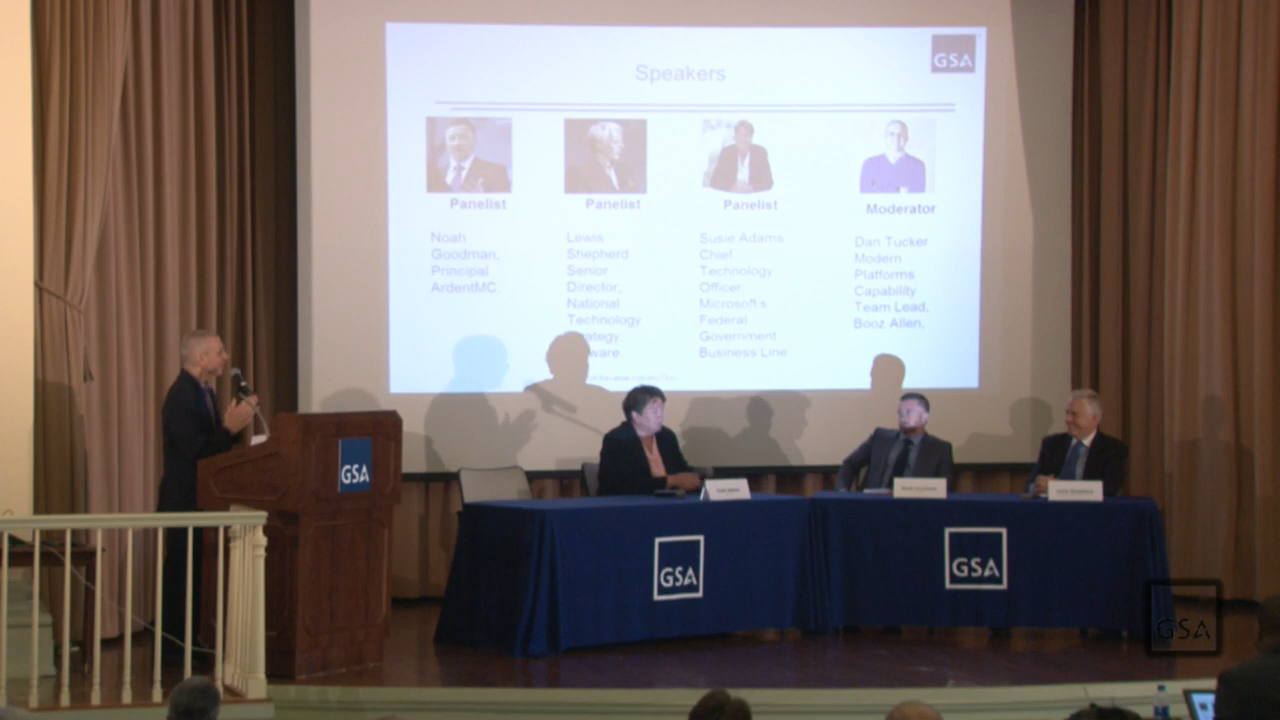 GSA
Speakers
Panelist
Panelist
Panelist
Moderator
Noah
Goodman,
Principal
ArdentMC.
Lewis
Shepherd
Senior
Director,
National
Technology
Susie Adams
Chief
Technology
Officer
Microsoft's
Federal
Government
Business Line
Dan Tucker
Modern
Platforms
Capability
Team Lead,
Booz Allen,
GSA
GSA
GSA
GSA